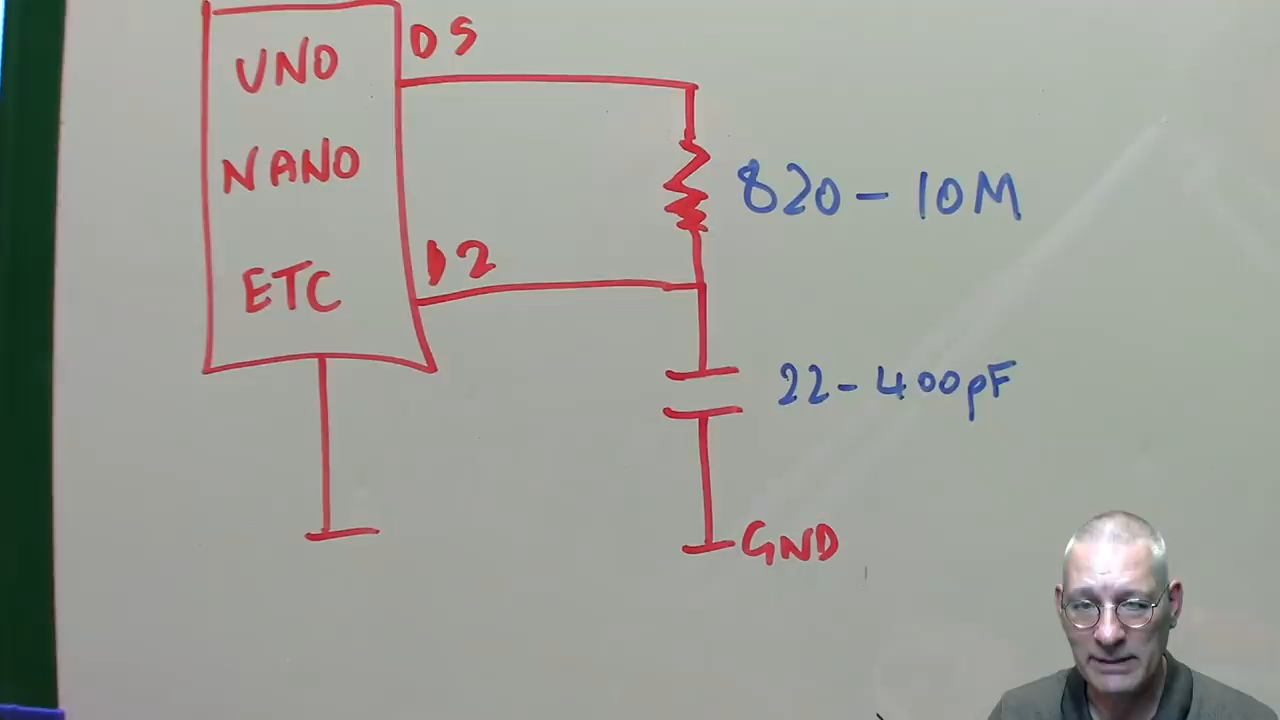 D5
UNO
NANO
820 - 10M
D2
ETC
22 - 400pF
GND